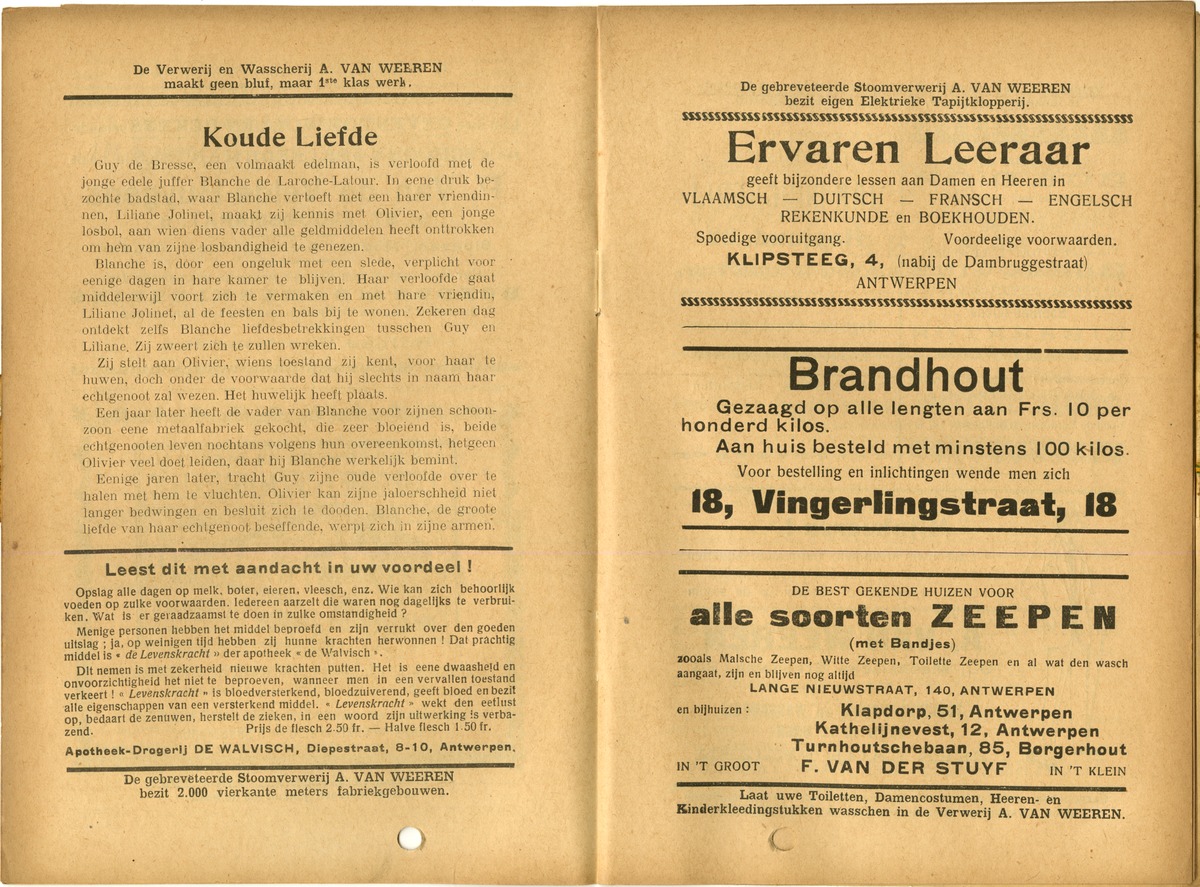 De Verwerij en Wasscherij A. VAN WEEREN
maakt geen bluf, maar 1ste klas werk.
Koude Liefde
Guy de Bresse, een volmaakt edelman, is verloofd met de
jonge edele juffer Blanche de Laroche-Latour. In eene druk be-
zochte badstad, waar Blanche vertoeft met een harer vriendin-
nen, Liliane Jolinet, maakt zij kennis met Olivier, een jonge
losbol, aan wien diens vader alle geldmiddelen heeft onttrokken
om hem van zijne losbandigheid te genezen.
Blanche is, door een ongeluk met een slede, verplicht voor
eenige dagen in hare kamer te blijven. Haar verloofde gaat
middelerwijl voort zich te vermaken en met hare vriendin,
Liliane Jolinet, al de feesten en bals bij te wonen. Zekeren dag
ontdekt zelfs Blanche liefdesbetrekkingen tusschen Guy en
Liliane. Zij zweert zich te zullen wreken.
Zij stelt aan Olivier, wiens toestand zij kent, voor haar te
huwen, doch onder de voorwaarde dat hij slechts in naam haar
echtgenoot zal wezen. Het huwelijk heeft plaats.
Een jaar later heeft de vader van Blanche voor zijnen schoon-
zoon eene metaalfabriek gekocht, die zeer bloeiend is, beide
echtgenooten leven nochtans volgens hun overeenkomst, hetgeen
Olivier veel doet leiden, daar hij Blanche werkelijk bemint.
Eenige jaren later, tracht Guy zijne oude verloofde over te
halen met hem te vluchten. Olivier kan zijne jaloerschheid niet
langer bedwingen en besluit zich te dooden. Blanche, de groote
liefde van haar echtgenoot beseffende, werpt zich in zijne armen.
Leest dit met aandacht in uw voordeel !
Opslag alle dagen op melk, boter, eieren, vleesch, enz. Wie kan zich behoorlijk
voeden op zulke voorwaarden. Iedereen aarzelt die waren nog dagelijks te verbrui-
ken. Wat is er geraadzaamst te doen in zulke omstandigheid ?
Menige personen hebben het middel beproefd en zijn verrukt over den goeden
uitslag ; ja, op weinigen tijd hebben zij hunne krachten herwonnen ! Dat prachtig
middel is « de Levenskracht » der apotheek « de Walvisch ».
Dit nemen is met zekerheid nieuwe krachten putten. Het is eene dwaasheid en
onvoorzichtigheid het niet te beproeven, wanneer men in een vervallen toestand
verkeert ! « Levenskracht » is bloedversterkend, bloedzuiverend, geeft bloed en bezit
alle eigenschappen van een versterkend middel. « Levenskracht » wekt den eetlust
op, bedaart de zenuwen, herstelt de zieken, in een woord zijn uitwerking is verba-
zend. Prijs de flesch 2.50 fr. — Halve flesch 1.50 fr.
Apotheek-Drogerij DE WALVISCH, Diepestraat, 8-10, Antwerpen.
De gebreveteerde Stoomverwerij A. VAN WEEREN
bezit 2.000 vierkante meters fabriekgebouwen.
De gebreveteerde Stoomverwerij A. VAN WEEREN
bezit eigen Elektrieke Tapijtklopperij.
Ervaren Leeraar
geeft bijzondere lessen aan Damen en Heeren in
VLAAMSCH — DUITSCH — FRANSCH — ENGELSCH
REKENKUNDE en BOEKHOUDEN.
Spoedige vooruitgang. Voordeelige voorwaarden.
KLIPSTEEG, 4, (nabij de Dambruggestraat)
ANTWERPEN
Brandhout
Gezaagd op alle lengten aan Frs. 10 per
honderd kilos.
Aan huis besteld met minstens 100 kilos.
Voor bestelling en inlichtingen wende men zich
18, Vingerlingstraat, 18
DE BEST GEKENDE HUIZEN VOOR
alle soorten ZEEPEN
(met Bandjes)
zooals Malsche Zeepen, Witte Zeepen, Toilette Zeepen en al wat den wasch
aangaat, zijn en blijven nog altijd
LANGE NIEUWSTRAAT, 140, ANTWERPEN
en bijhuizen : Klapdorp, 51, Antwerpen
Kathelijnevest, 12, Antwerpen
Turnhoutschebaan, 85, Borgerhout
IN 'T GROOT F. VAN DER STUYF IN 'T KLEIN
Laat uwe Toiletten, Damencostumen, Heeren- en
Kinderkleedingstukken wasschen in de Verwerij A. VAN WEEREN.